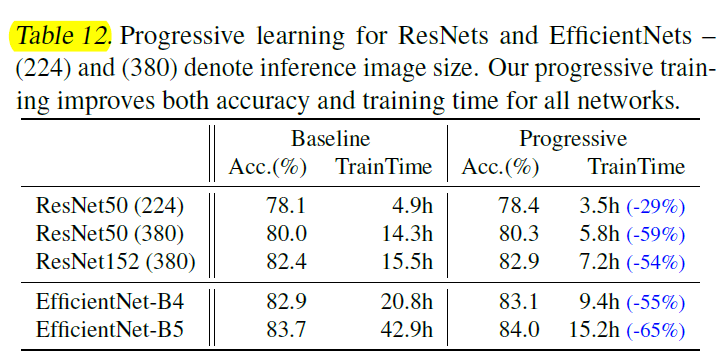 Table 12. Progressive learning for ResNets and EfficientNets –
(224) and (380) denote inference image size. Our progressive train-
ing improves both accuracy and training time for all networks.
Baseline Progressive
Acc.(%) TrainTime Acc.(%) TrainTime
ResNet50 (224) 78.1 4.9h 78.4 3.5h (-29%)
ResNet50 (380) 80.0 14.3h 80.3 5.8h (-59%)
ResNet152 (380) 82.4 15.5h 82.9 7.2h (-54%)
EfficientNet-B4 82.9 20.8h 83.1 9.4h (-55%)
EfficientNet-B5 83.7 42.9h 84.0 15.2h (-65%)